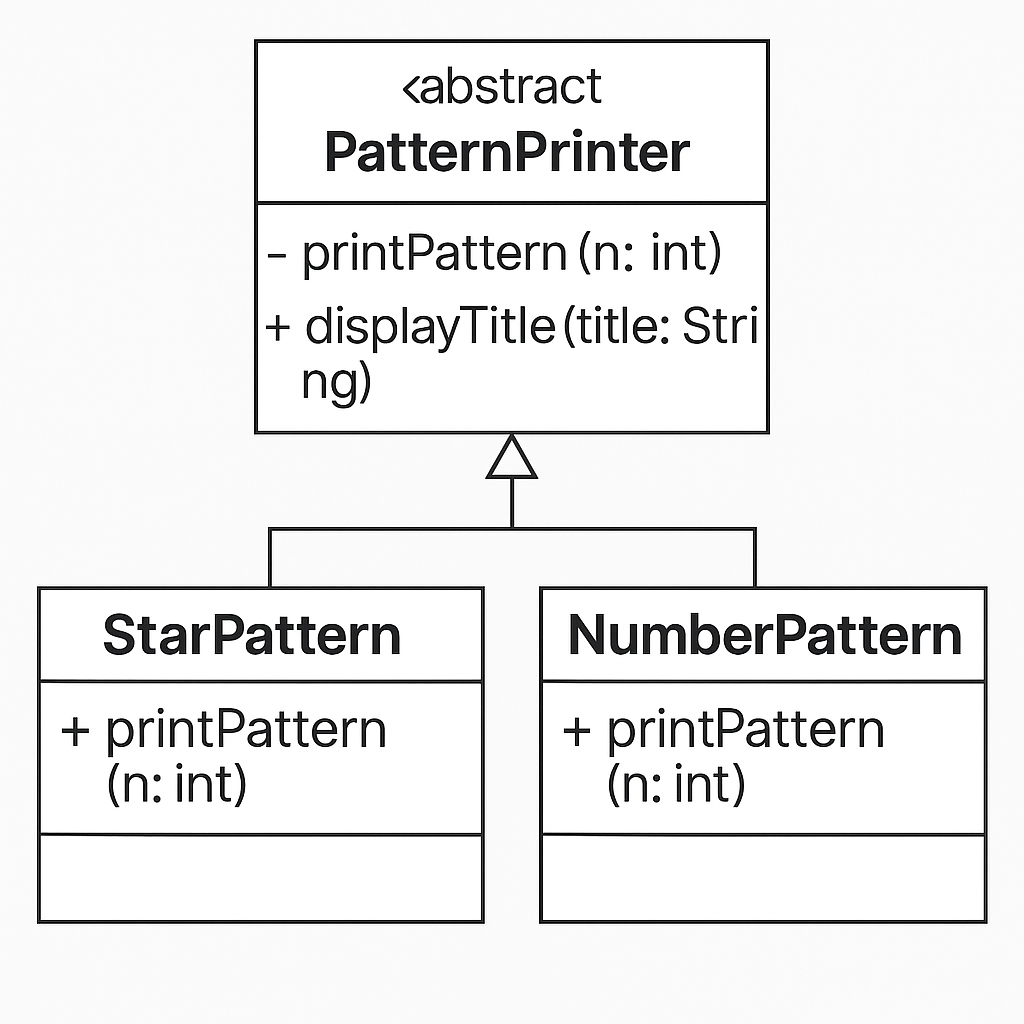 <abstract
PatternPrinter
- printPattern (n: int)
+ displayTitle (title: Stri
ng)
StarPattern
+ printPattern
(n: int)
NumberPattern
+ printPattern
(n: int)